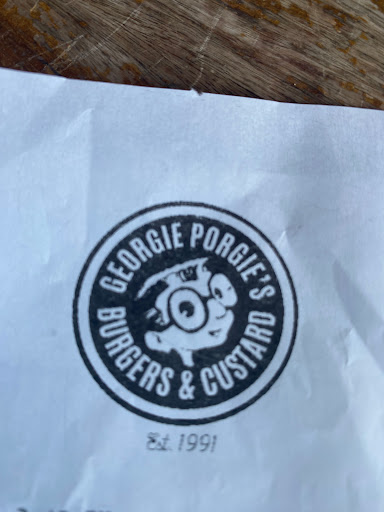 GEORGIE PORGIE'S
BURGERS & CUSTARD
Est. 1991